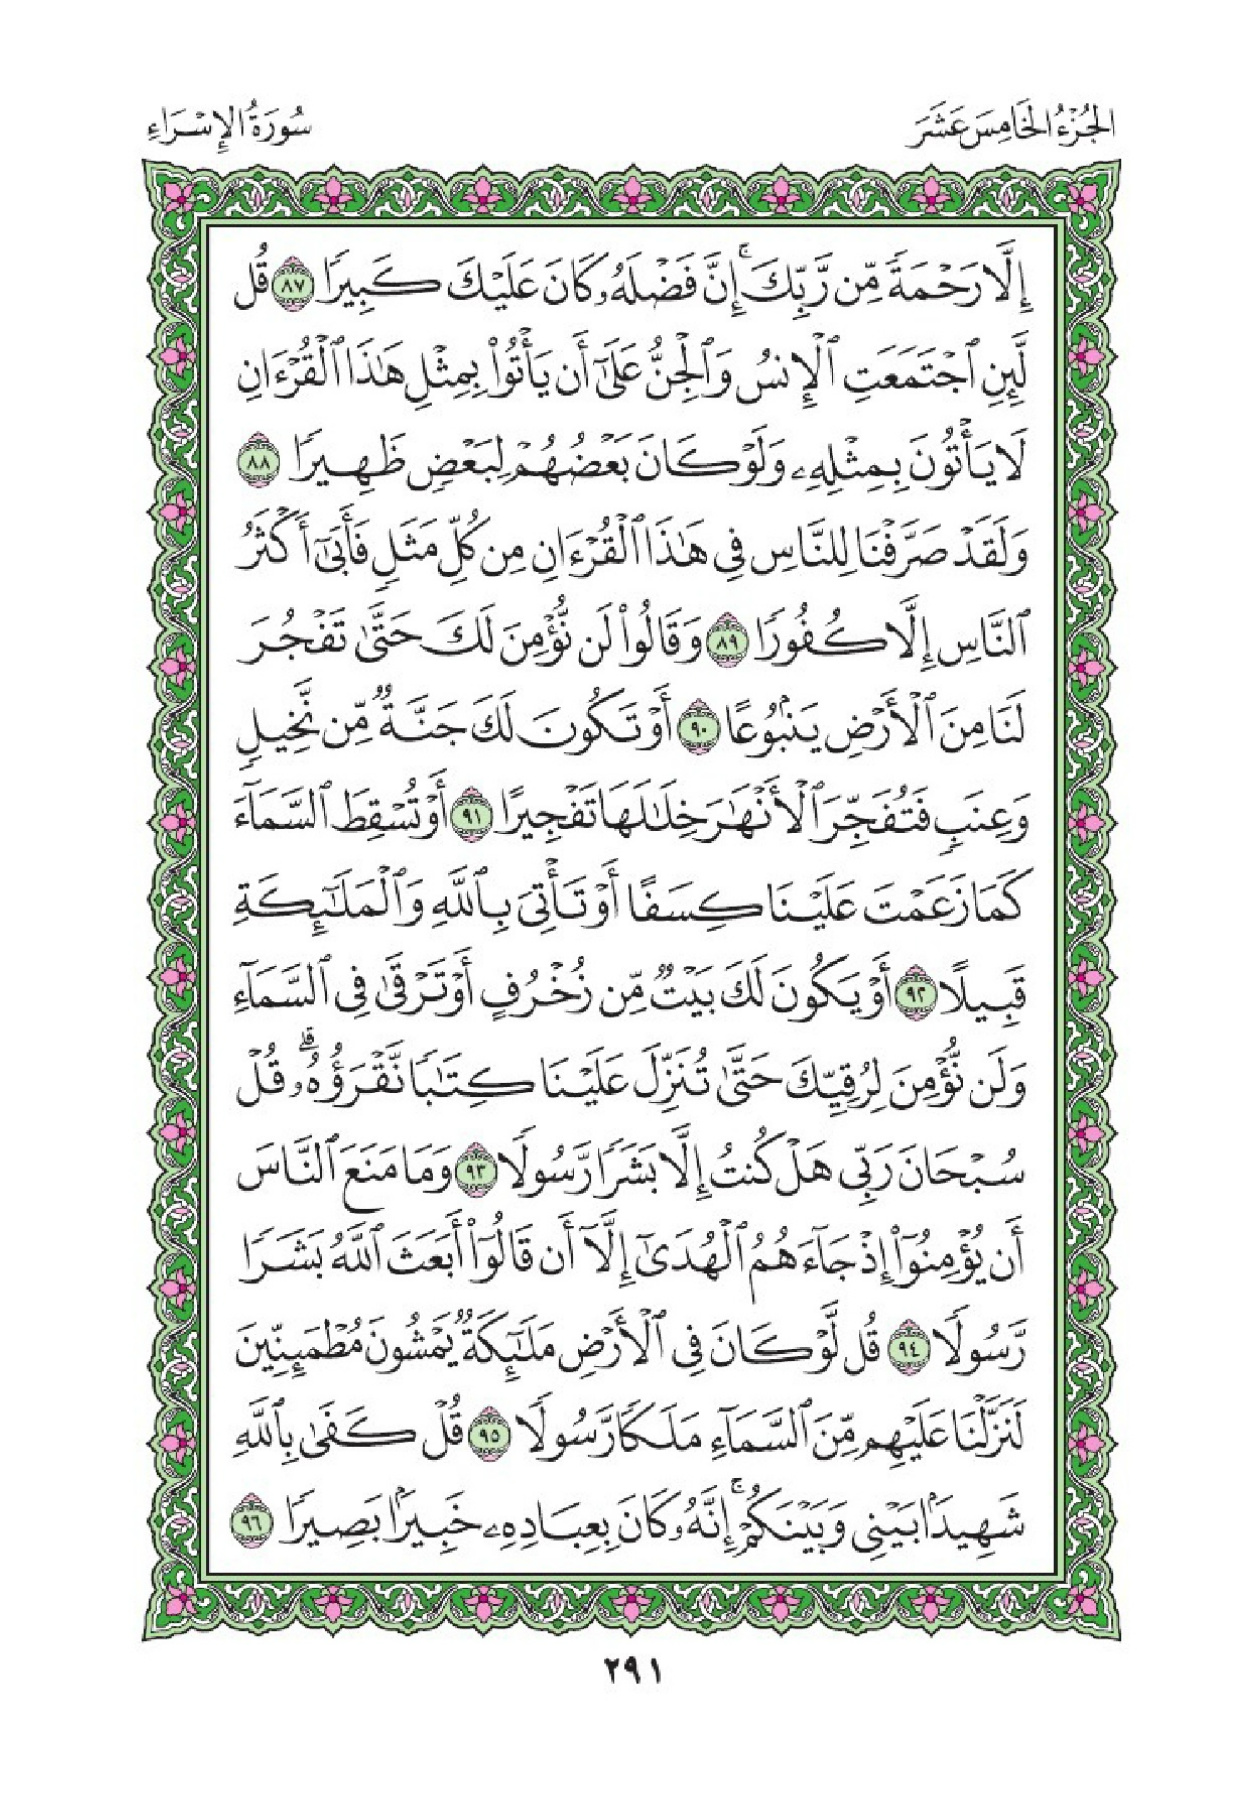 الجُزْءُ الخَامِسَ عَشَرَ
سُورَةُ الإِسْرَاءِ
إِلَّا رَحْمَةً مِّن رَّبِّكَۚ إِنَّ فَضْلَهُۥ كَانَ عَلَيْكَ كَبِيرًا ٨٧ قُل
لَّئِنِ ٱجْتَمَعَتِ ٱلْإِنسُ وَٱلْجِنُّ عَلَىٰٓ أَن يَأْتُوا۟ بِمِثْلِ هَٰذَا ٱلْقُرْءَانِ
لَا يَأْتُونَ بِمِثْلِهِۦ وَلَوْ كَانَ بَعْضُهُمْ لِبَعْضٍ ظَهِيرًا ٨٨
وَلَقَدْ صَرَّفْنَا لِلنَّاسِ فِى هَٰذَا ٱلْقُرْءَانِ مِن كُلِّ مَثَلٍ فَأَبَىٰٓ أَكْثَرُ
ٱلنَّاسِ إِلَّا كُفُورًا ٨٩ وَقَالُوا۟ لَن نُّؤْمِنَ لَكَ حَتَّىٰ تَفْجُرَ
لَنَا مِنَ ٱلْأَرْضِ يَنۢبُوعًا ٩٠ أَوْ تَكُونَ لَكَ جَنَّةٌ مِّن نَّخِيلٍ
وَعِنَبٍ فَتُفَجِّرَ ٱلْأَنْهَٰرَ خِلَٰلَهَا تَفْجِيرًا ٩١ أَوْ تُسْقِطَ ٱلسَّمَآءَ
كَمَا زَعَمْتَ عَلَيْنَا كِسَفًا أَوْ تَأْتِىَ بِٱللَّهِ وَٱلْمَلَٰٓئِكَةِ
قَبِيلًا ٩٢ أَوْ يَكُونَ لَكَ بَيْتٌ مِّن زُخْرُفٍ أَوْ تَرْقَىٰ فِى ٱلسَّمَآءِ
وَلَن نُّؤْمِنَ لِرُقِيِّكَ حَتَّىٰ تُنَزِّلَ عَلَيْنَا كِتَٰبًا نَّقْرَؤُهُۥۗ قُلْ
سُبْحَانَ رَبِّى هَلْ كُنتُ إِلَّا بَشَرًا رَّسُولًا ٩٣ وَمَا مَنَعَ ٱلنَّاسَ
أَن يُؤْمِنُوٓا۟ إِذْ جَآءَهُمُ ٱلْهُدَىٰٓ إِلَّآ أَن قَالُوٓا۟ أَبَعَثَ ٱللَّهُ بَشَرًا
رَّسُولًا ٩٤ قُل لَّوْ كَانَ فِى ٱلْأَرْضِ مَلَٰٓئِكَةٌ يَمْشُونَ مُطْمَئِنِّينَ
لَنَزَّلْنَا عَلَيْهِم مِّنَ ٱلسَّمَآءِ مَلَكًا رَّسُولًا ٩٥ قُلْ كَفَىٰ بِٱللَّهِ
شَهِيدًۢا بَيْنِى وَبَيْنَكُمْۚ إِنَّهُۥ كَانَ بِعِبَادِهِۦ خَبِيرًۢا بَصِيرًا ٩٦
٢٩١